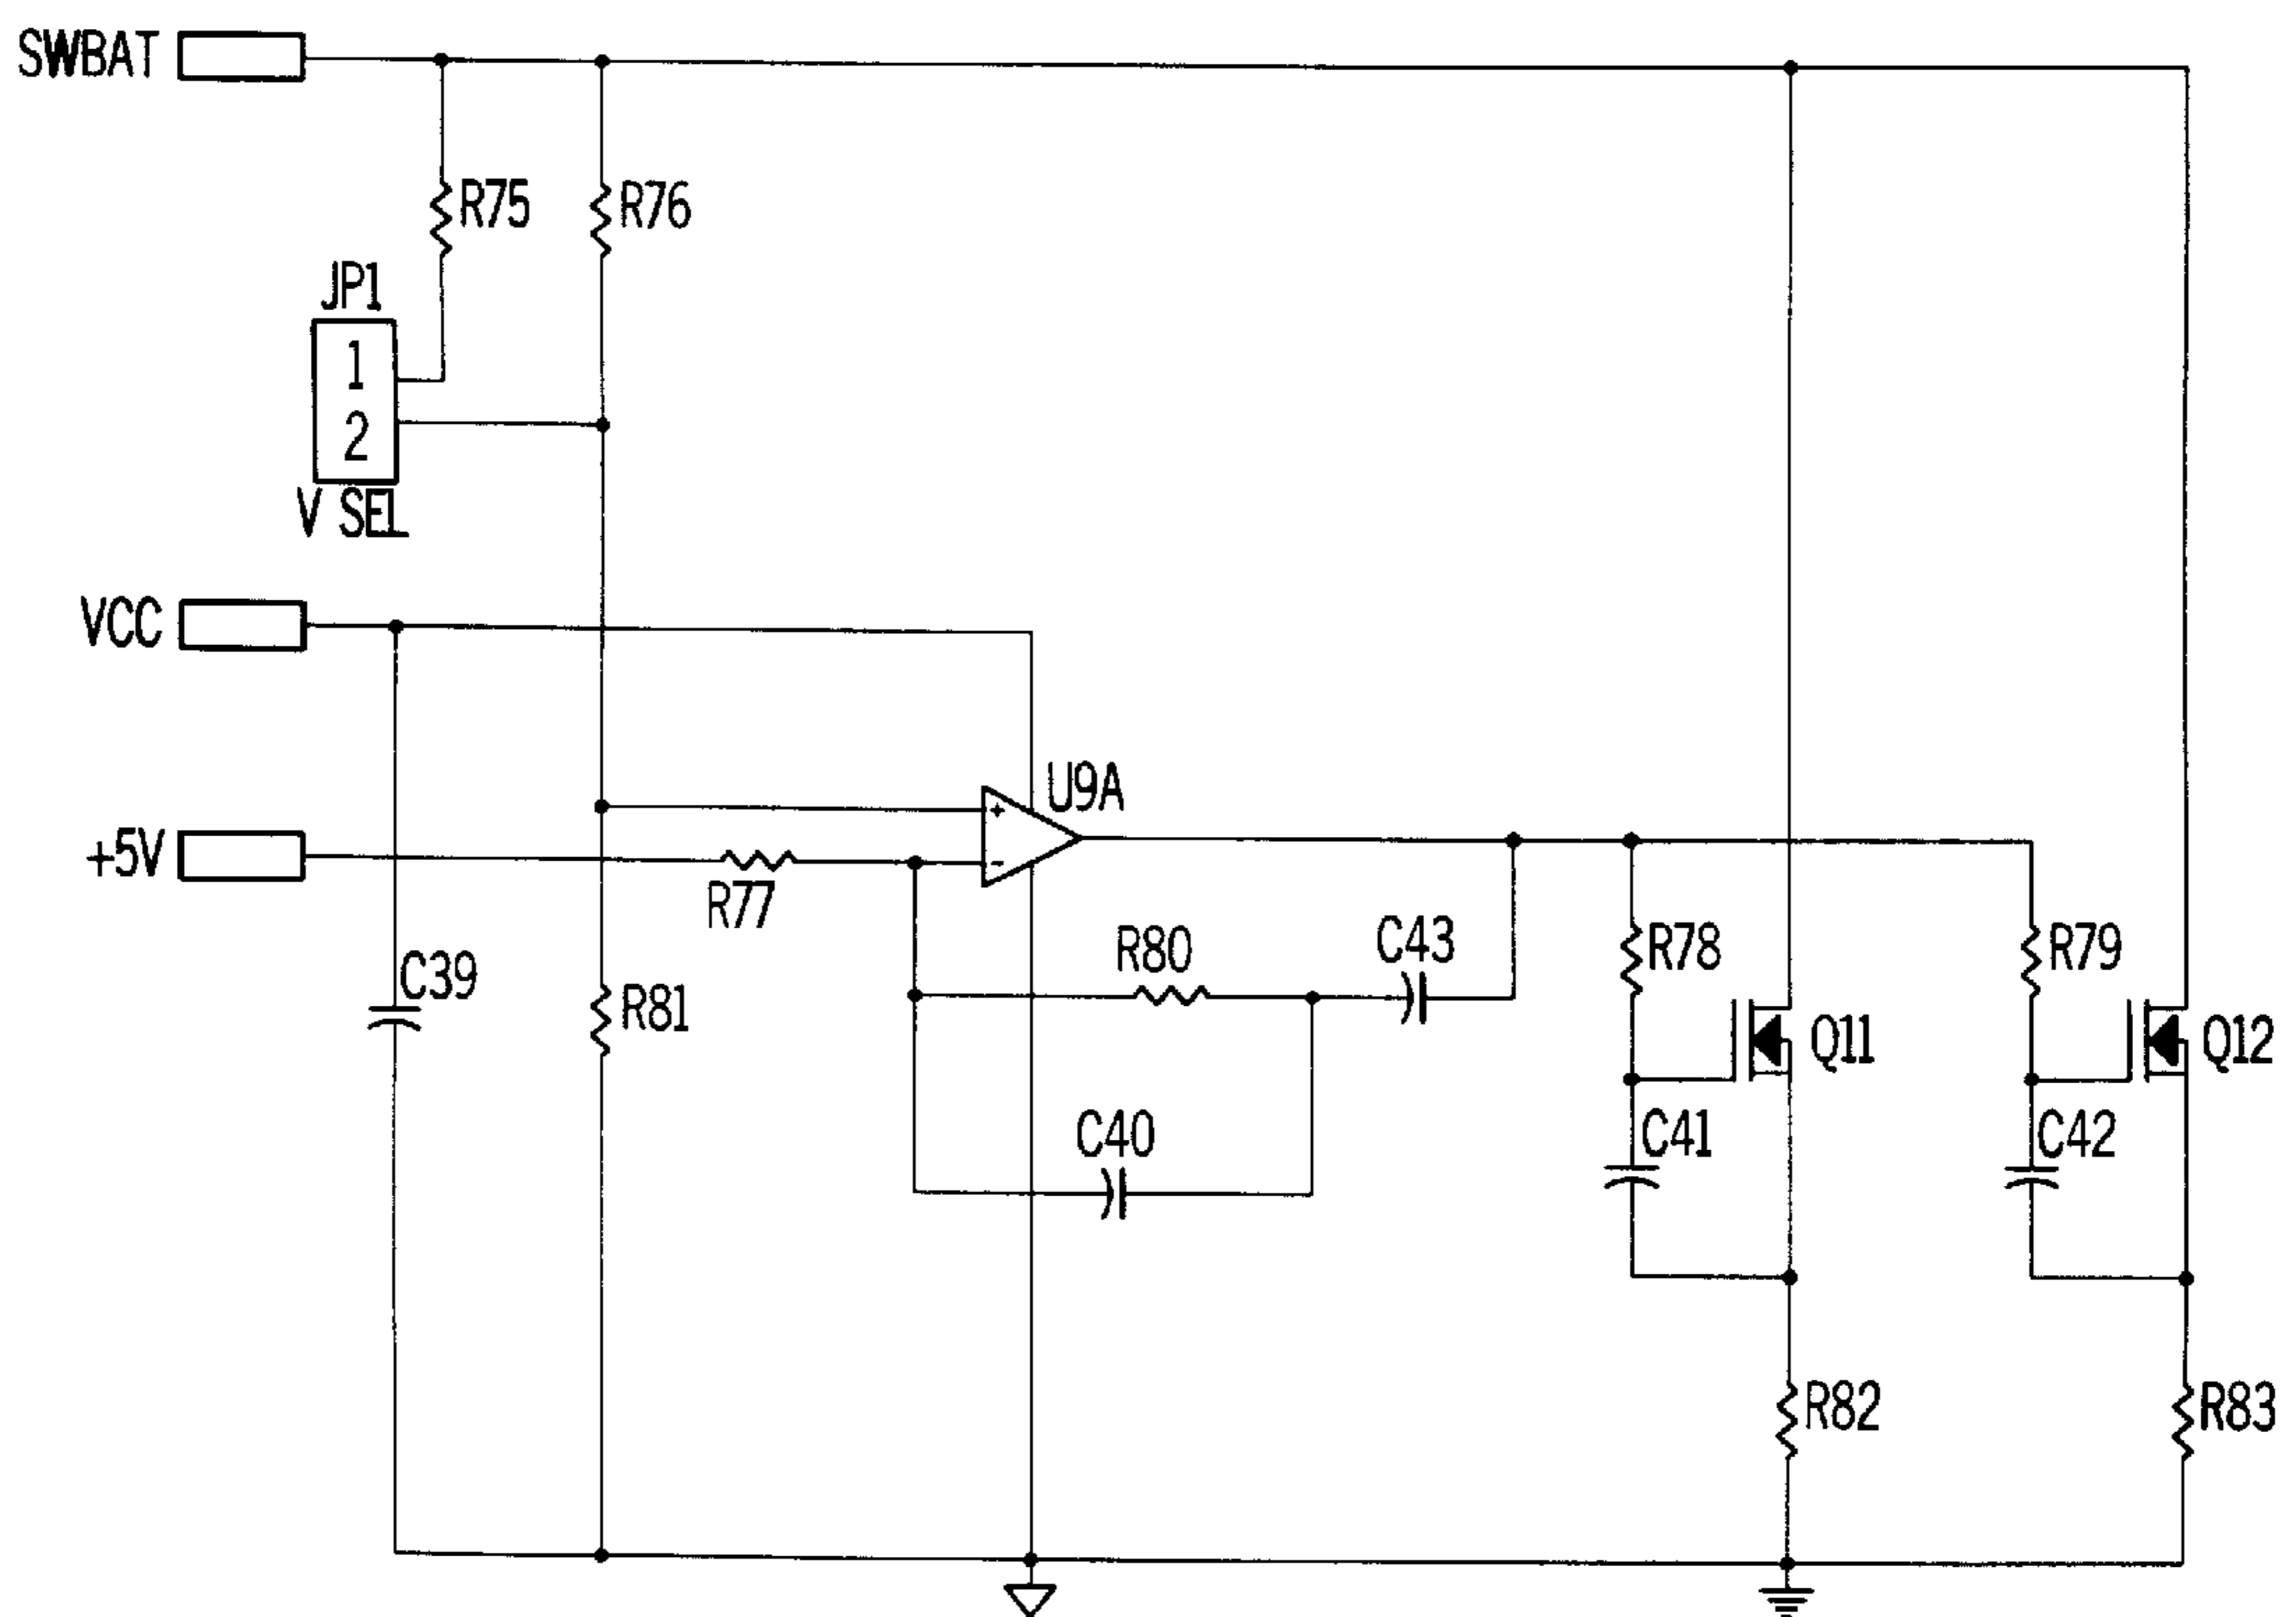 SWBAT
R75
R76
JP1
1
2
V SEL
VCC
U9A
+
+5V
-
R77
C39
R81
R80
C43
R78
R79
Q11
Q12
C40
C41
C42
R82
R83